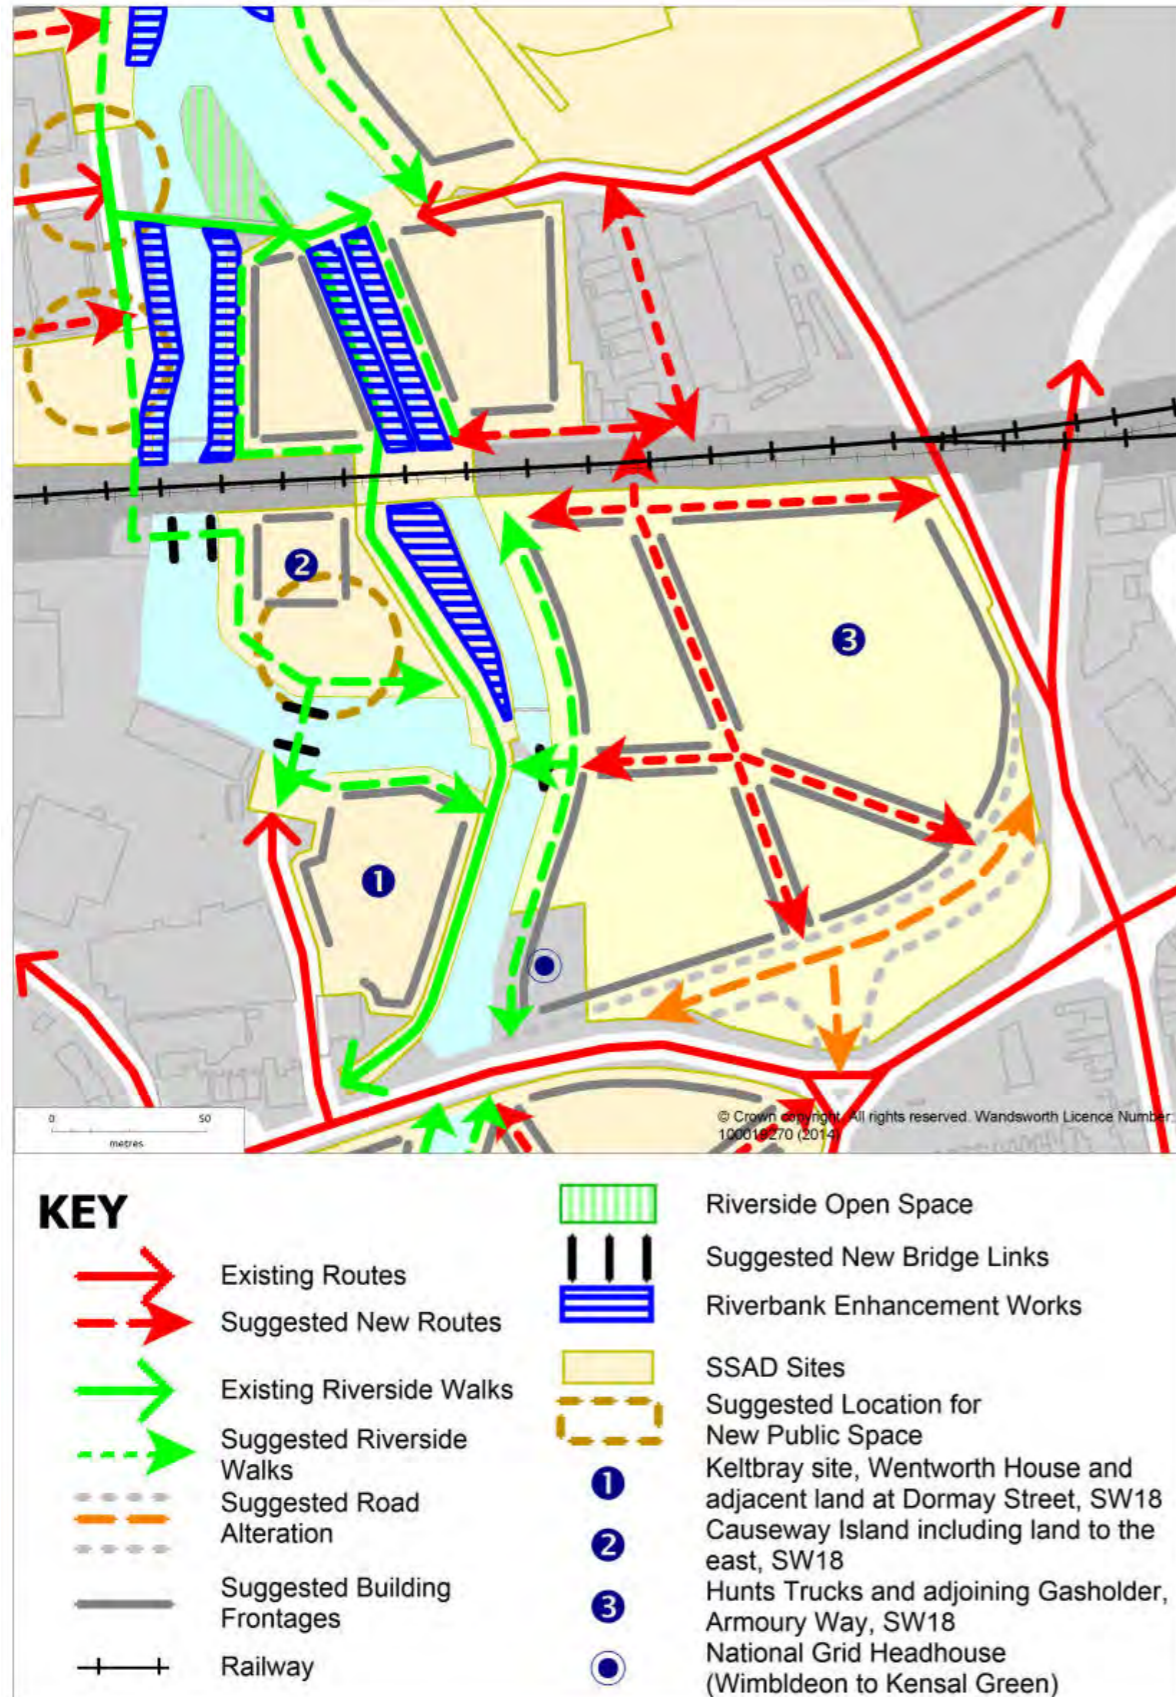 2
3
1
0 50
metres
© Crown copyright. All rights reserved. Wandsworth Licence Number:
100019270 (2014)
KEY
Existing Routes
Suggested New Routes
Existing Riverside Walks
Suggested Riverside
Walks
Suggested Road
Alteration
Suggested Building
Frontages
Railway
Riverside Open Space
Suggested New Bridge Links
Riverbank Enhancement Works
SSAD Sites
Suggested Location for
New Public Space
1 Keltbray site, Wentworth House and
adjacent land at Dormay Street, SW18
2 Causeway Island including land to the
east, SW18
3 Hunts Trucks and adjoining Gasholder,
Armoury Way, SW18
National Grid Headhouse
(Wimbldeon to Kensal Green)